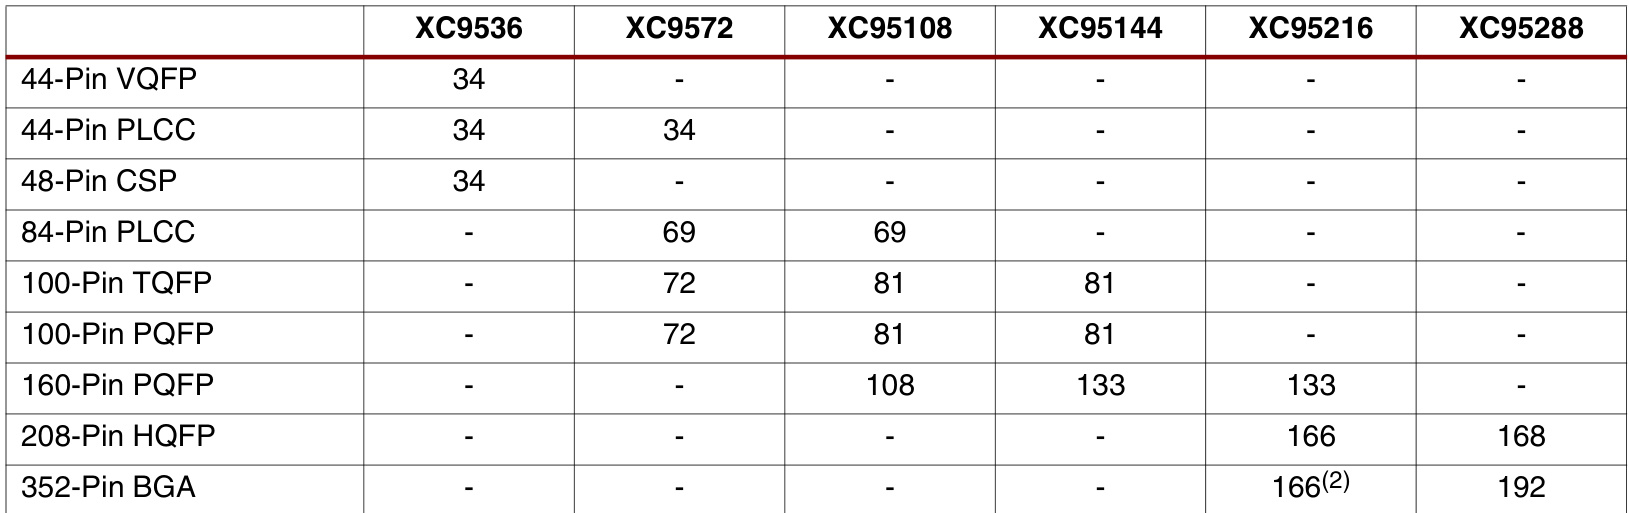 XC9536 XC9572 XC95108 XC95144 XC95216 XC95288
44-Pin VQFP 34 - - - - -
44-Pin PLCC 34 34 - - - -
48-Pin CSP 34 - - - - -
84-Pin PLCC - 69 69 - - -
100-Pin TQFP - 72 81 81 - -
100-Pin PQFP - 72 81 81 - -
160-Pin PQFP - - 108 133 133 -
208-Pin HQFP - - - - 166 168
352-Pin BGA - - - - 166(2) 192